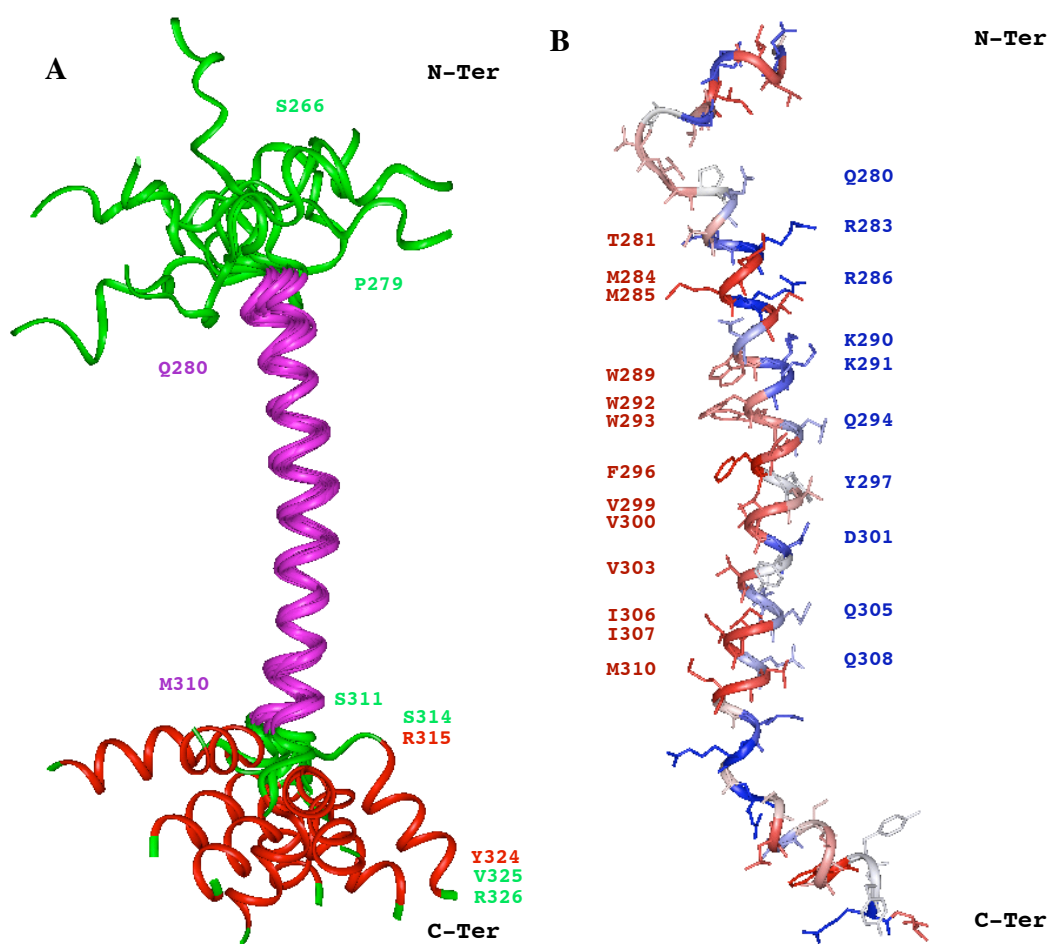 A
N-Ter
S266
P279
Q280
M310
S311
S314
R315
Y324
V325
R326
C-Ter
B
N-Ter
T281
M284
M285
W289
W292
W293
F296
V299
V300
V303
I306
I307
M310
Q280
R283
R286
K290
K291
Q294
Y297
D301
Q305
Q308
C-Ter